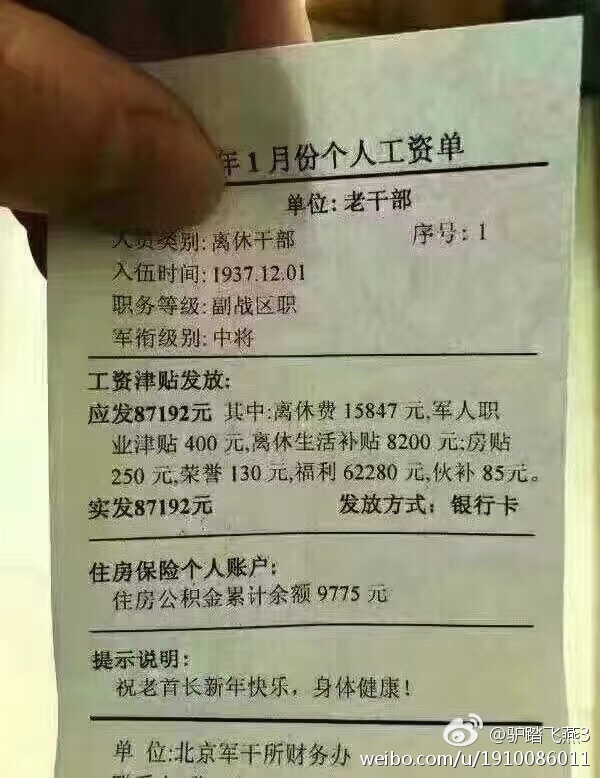 年1月份个人工资单
单位:老干部
人员类别:离休干部 序号:1
入伍时间:1937.12.01
职务等级:副战区职
军衔级别:中将
工资津贴发放:
应发87192元 其中:离休费 15847 元,军人职
业津贴 400 元,离休生活补贴 8200 元;房贴
250 元,荣誉 130 元,福利 62280 元,伙补 85元。
实发87192元 发放方式: 银行卡
住房保险个人账户:
住房公积金累计余额 9775 元
提示说明:
祝老首长新年快乐，身体健康!
单 位:北京军干所财务办
@驴踏飞燕3
weibo.com/u/1910086011